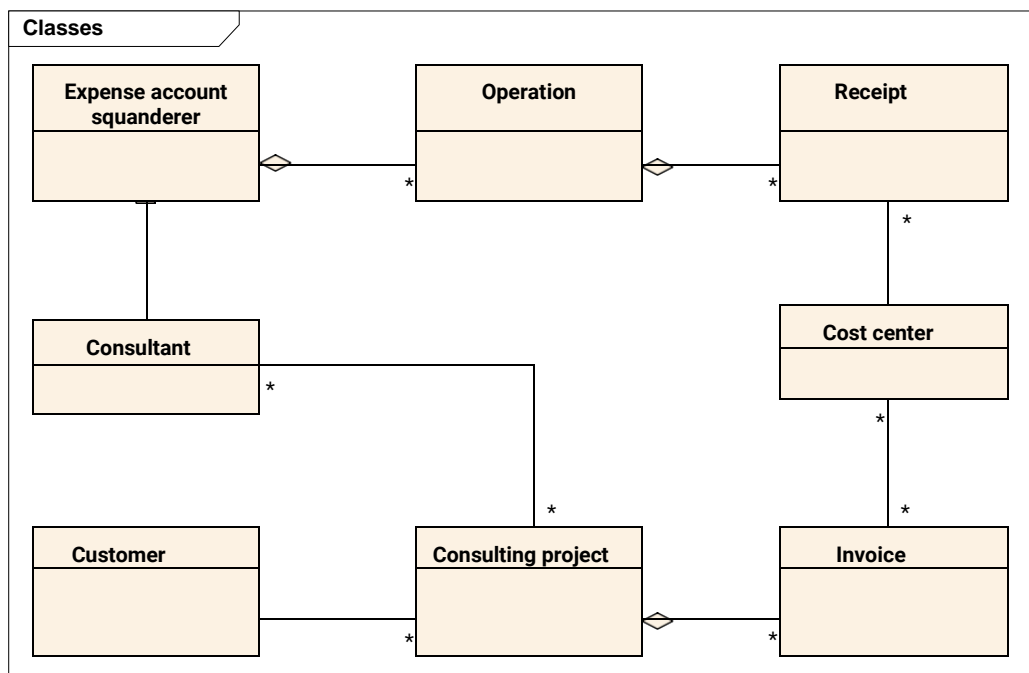 Classes
Expense account
squanderer
Operation
Receipt
*
*
*
Consultant
Cost center
*
*
*
*
Customer
Consulting project
Invoice
*
*